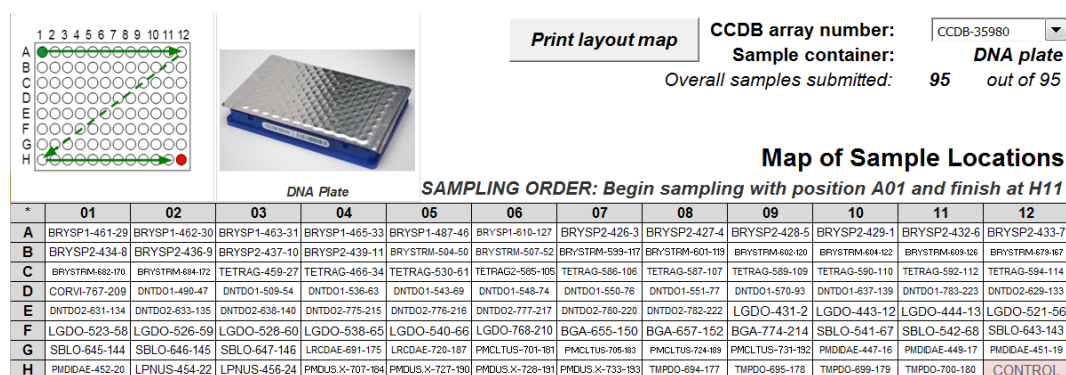 Print layout map
CCDB array number: CCDB-35980
Sample container: DNA plate
Overall samples submitted: 95 out of 95
1 2 3 4 5 6 7 8 9 10 11 12
A
B
C
D
E
F
G
H
DNA Plate
Map of Sample Locations
SAMPLING ORDER: Begin sampling with position A01 and finish at H11
* 01 02 03 04 05 06 07 08 09 10 11 12
A BRYSP1-461-29 BRYSP1-462-30 BRYSP1-463-31 BRYSP1-465-33 BRYSP1-487-46 BRYSP1-610-127 BRYSP2-426-3 BRYSP2-427-4 BRYSP2-428-5 BRYSP2-429-1 BRYSP2-432-6 BRYSP2-433-7
B BRYSP2-434-8 BRYSP2-436-9 BRYSP2-437-10 BRYSP2-439-11 BRYSTRM-504-50 BRYSTRM-507-52 BRYSTRM-599-117 BRYSTRM-601-119 BRYSTRM-602-120 BRYSTRM-604-122 BRYSTRM-609-126 BRYSTRM-679-167
C BRYSTRM-682-170 BRYSTRM-684-172 TETRAG-459-27 TETRAG-466-34 TETRAG-530-61 TETRAG2-585-105 TETRAG-586-106 TETRAG-587-107 TETRAG-589-109 TETRAG-590-110 TETRAG-592-112 TETRAG-594-114
D CORVI-767-209 DNTDO1-490-47 DNTDO1-509-54 DNTDO1-536-63 DNTDO1-543-69 DNTDO1-548-74 DNTDO1-550-76 DNTDO1-551-77 DNTDO1-570-93 DNTDO1-637-139 DNTDO1-783-223 DNTDO2-629-133
E DNTDO2-631-134 DNTDO2-633-135 DNTDO2-638-140 DNTDO2-775-215 DNTDO2-776-216 DNTDO2-777-217 DNTDO2-780-220 DNTDO2-782-222 LGDO-431-2 LGDO-443-12 LGDO-444-13 LGDO-521-56
F LGDO-523-58 LGDO-526-59 LGDO-528-60 LGDO-538-65 LGDO-540-66 LGDO-768-210 BGA-655-150 BGA-657-152 BGA-774-214 SBLO-541-67 SBLO-542-68 SBLO-643-143
G SBLO-645-144 SBLO-646-145 SBLO-647-146 LRCDAE-691-175 LRCDAE-720-187 PMCLTUS-701-181 PMCLTUS-705-183 PMCLTUS-724-189 PMCLTUS-731-192 PMDIDAE-447-16 PMDIDAE-449-17 PMDIDAE-451-19
H PMDIDAE-452-20 LPNUS-454-22 LPNUS-456-24 PMDUS.X-707-184 PMDUS.X-727-190 PMDUS.X-728-191 PMDUS.X-733-193 TMPDO-694-177 TMPDO-695-178 TMPDO-699-179 TMPDO-700-180 CONTROL